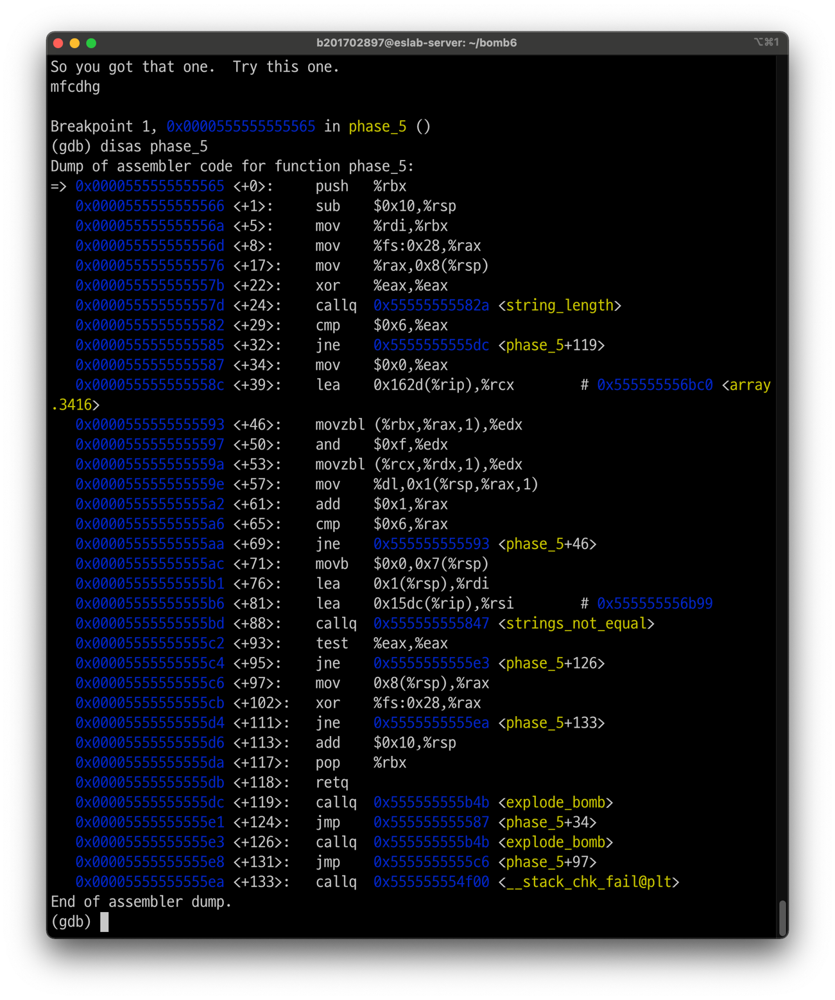 b201702897@eslab-server: ~/bomb6
⌥⌘1
So you got that one.  Try this one.
mfcdhg

Breakpoint 1, 0x0000555555555565 in phase_5 ()
(gdb) disas phase_5
Dump of assembler code for function phase_5:
=> 0x0000555555555565 <+0>:     push   %rbx
   0x0000555555555566 <+1>:     sub    $0x10,%rsp
   0x000055555555556a <+5>:     mov    %rdi,%rbx
   0x000055555555556d <+8>:     mov    %fs:0x28,%rax
   0x0000555555555576 <+17>:    mov    %rax,0x8(%rsp)
   0x000055555555557b <+22>:    xor    %eax,%eax
   0x000055555555557d <+24>:    callq  0x55555555582a <string_length>
   0x0000555555555582 <+29>:    cmp    $0x6,%eax
   0x0000555555555585 <+32>:    jne    0x5555555555dc <phase_5+119>
   0x0000555555555587 <+34>:    mov    $0x0,%eax
   0x000055555555558c <+39>:    lea    0x162d(%rip),%rcx        # 0x555555556bc0 <array
.3416>
   0x0000555555555593 <+46>:    movzbl (%rbx,%rax,1),%edx
   0x0000555555555597 <+50>:    and    $0xf,%edx
   0x000055555555559a <+53>:    movzbl (%rcx,%rdx,1),%edx
   0x000055555555559e <+57>:    mov    %dl,0x1(%rsp,%rax,1)
   0x00005555555555a2 <+61>:    add    $0x1,%rax
   0x00005555555555a6 <+65>:    cmp    $0x6,%rax
   0x00005555555555aa <+69>:    jne    0x555555555593 <phase_5+46>
   0x00005555555555ac <+71>:    movb   $0x0,0x7(%rsp)
   0x00005555555555b1 <+76>:    lea    0x1(%rsp),%rdi
   0x00005555555555b6 <+81>:    lea    0x15dc(%rip),%rsi        # 0x555555556b99
   0x00005555555555bd <+88>:    callq  0x555555555847 <strings_not_equal>
   0x00005555555555c2 <+93>:    test   %eax,%eax
   0x00005555555555c4 <+95>:    jne    0x5555555555e3 <phase_5+126>
   0x00005555555555c6 <+97>:    mov    0x8(%rsp),%rax
   0x00005555555555cb <+102>:   xor    %fs:0x28,%rax
   0x00005555555555d4 <+111>:   jne    0x5555555555ea <phase_5+133>
   0x00005555555555d6 <+113>:   add    $0x10,%rsp
   0x00005555555555da <+117>:   pop    %rbx
   0x00005555555555db <+118>:   retq
   0x00005555555555dc <+119>:   callq  0x555555555b4b <explode_bomb>
   0x00005555555555e1 <+124>:   jmp    0x555555555587 <phase_5+34>
   0x00005555555555e3 <+126>:   callq  0x555555555b4b <explode_bomb>
   0x00005555555555e8 <+131>:   jmp    0x5555555555c6 <phase_5+97>
   0x00005555555555ea <+133>:   callq  0x555555554f00 <__stack_chk_fail@plt>
End of assembler dump.
(gdb)